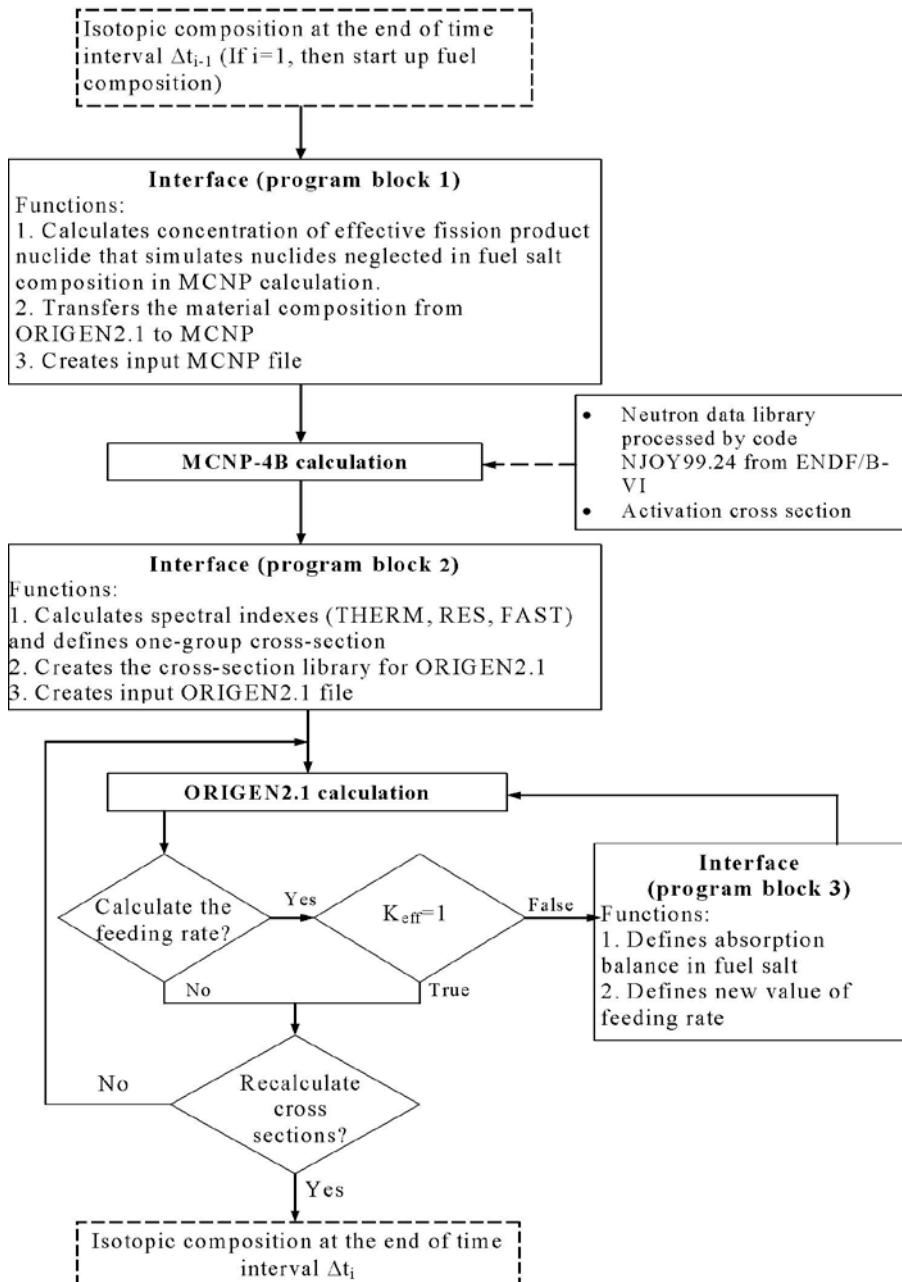 Isotopic composition at the end of time
interval Δti-1 (If i=1, then start up fuel
composition)
Interface (program block 1)
Functions:
1. Calculates concentration of effective fission product
nuclide that simulates nuclides neglected in fuel salt
composition in MCNP calculation.
2. Transfers the material composition from
ORIGEN2.1 to MCNP
3. Creates input MCNP file
MCNP-4B calculation
• Neutron data library
processed by code
NJOY99.24 from ENDF/B-
VI
• Activation cross section
Interface (program block 2)
Functions:
1. Calculates spectral indexes (THERM, RES, FAST)
and defines one-group cross-section
2. Creates the cross-section library for ORIGEN2.1
3. Creates input ORIGEN2.1 file
ORIGEN2.1 calculation
Calculate the
feeding rate?
Yes
Keff=1
False
Interface
(program block 3)
Functions:
1. Defines absorption
balance in fuel salt
2. Defines new value of
feeding rate
No
True
No
Recalculate
cross
sections?
Yes
Isotopic composition at the end of time
interval Δti